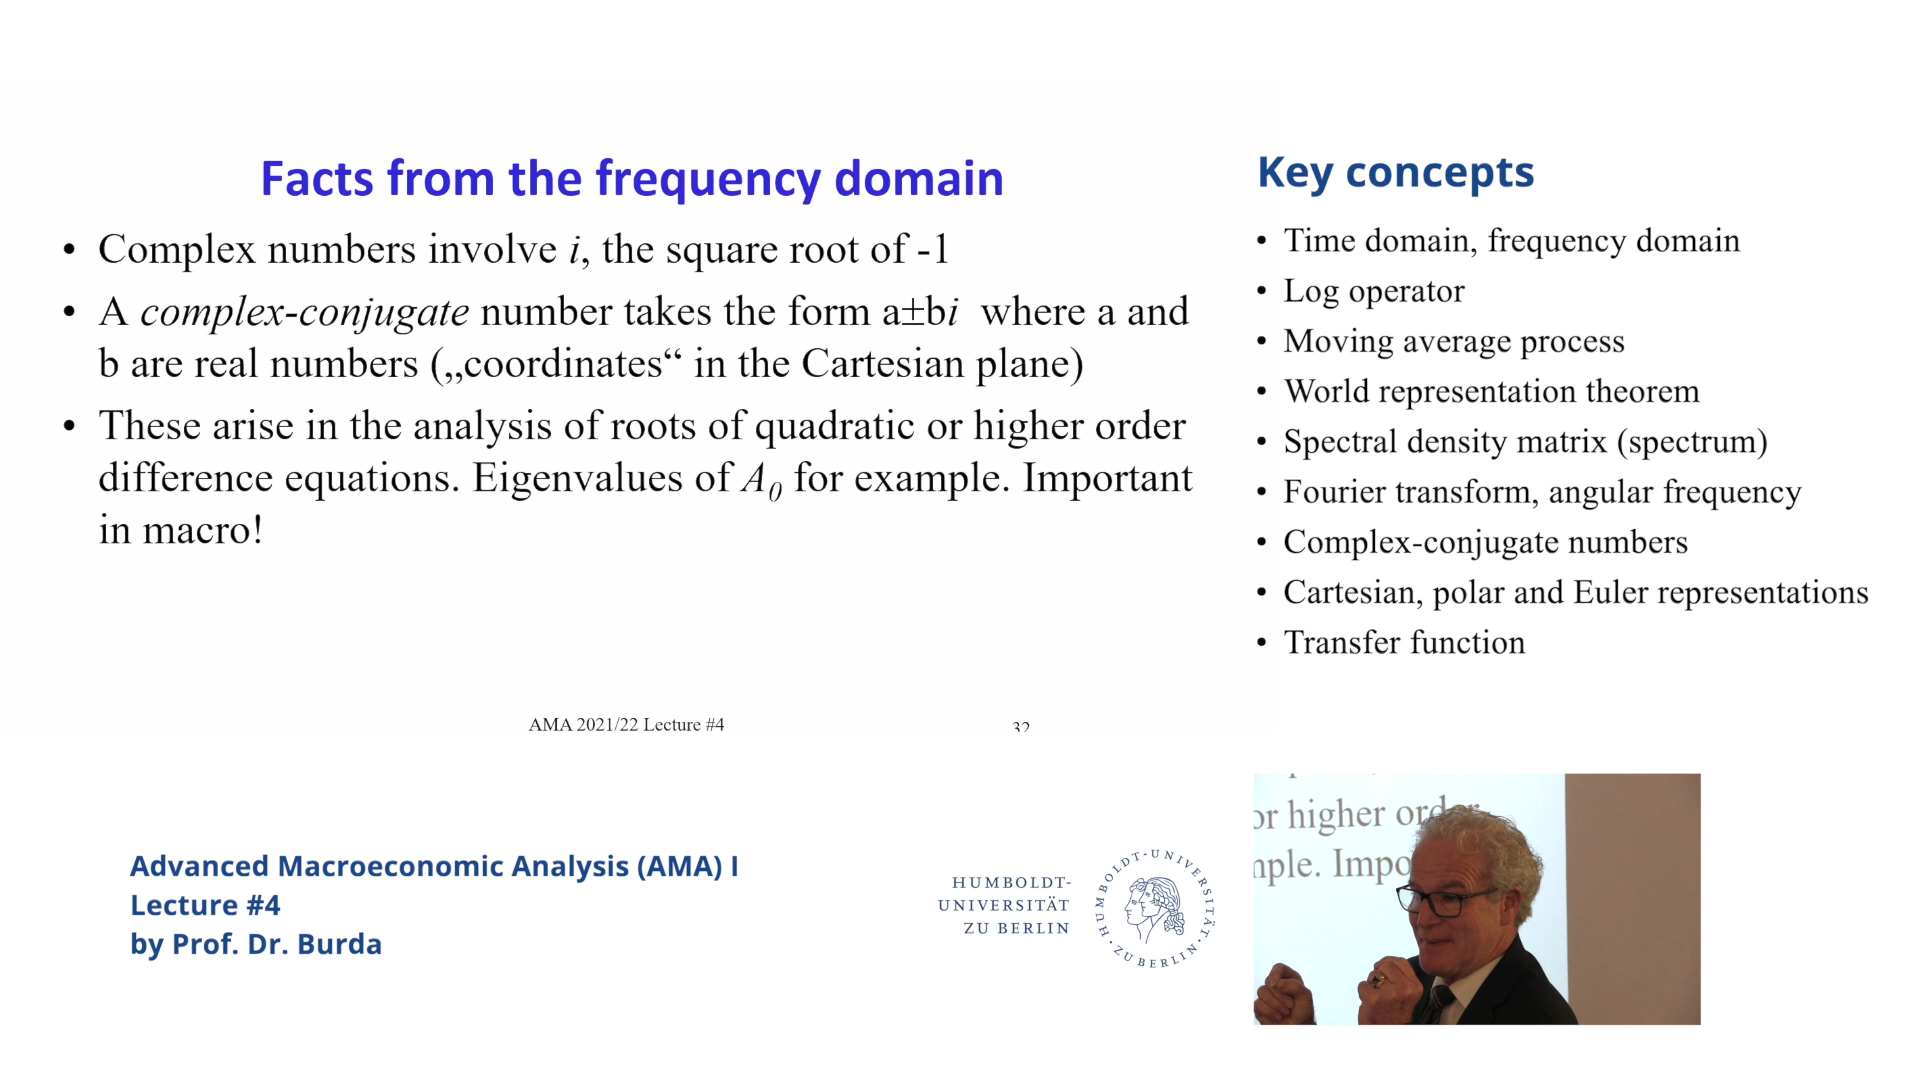 Facts from the frequency domain
• Complex numbers involve i, the square root of -1
• A complex-conjugate number takes the form a±bi where a and
b are real numbers („coordinates“ in the Cartesian plane)
• These arise in the analysis of roots of quadratic or higher order
difference equations. Eigenvalues of A₀ for example. Important
in macro!
AMA 2021/22 Lecture #4
32
Key concepts
• Time domain, frequency domain
• Log operator
• Moving average process
• World representation theorem
• Spectral density matrix (spectrum)
• Fourier transform, angular frequency
• Complex-conjugate numbers
• Cartesian, polar and Euler representations
• Transfer function
Advanced Macroeconomic Analysis (AMA) I
Lecture #4
by Prof. Dr. Burda
HUMBOLDT-
UNIVERSITÄT
ZU BERLIN
HUMBOLDT-UNIVERSITÄT · ZU BERLIN ·
or higher order
mple. Impo